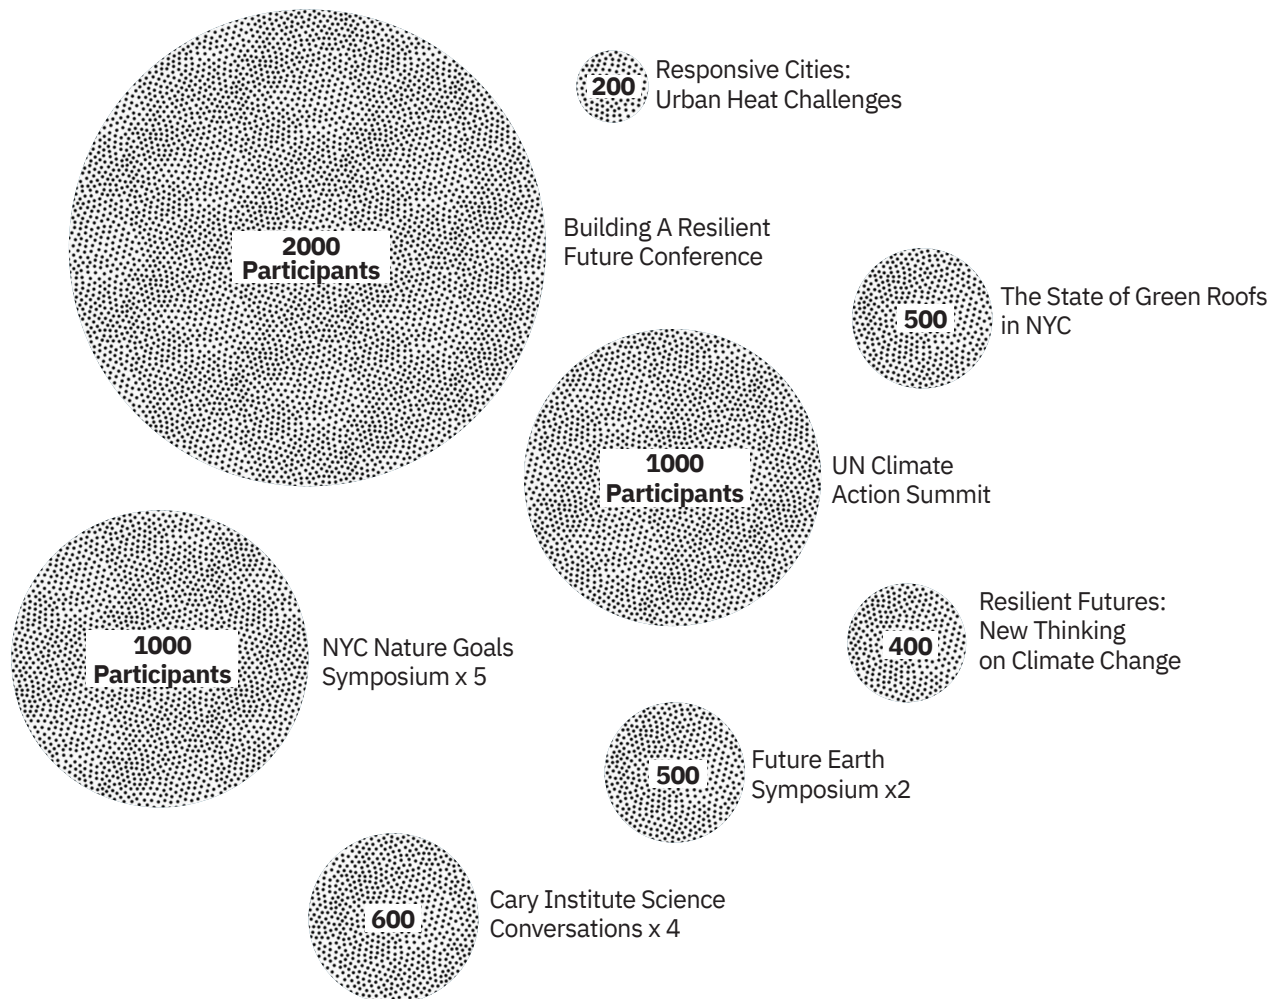 200
Responsive Cities:
Urban Heat Challenges
2000
Participants
Building A Resilient
Future Conference
500
The State of Green Roofs
in NYC
1000
Participants
UN Climate
Action Summit
1000
Participants
NYC Nature Goals
Symposium x 5
400
Resilient Futures:
New Thinking
on Climate Change
500
Future Earth
Symposium x2
600
Cary Institute Science
Conversations x 4